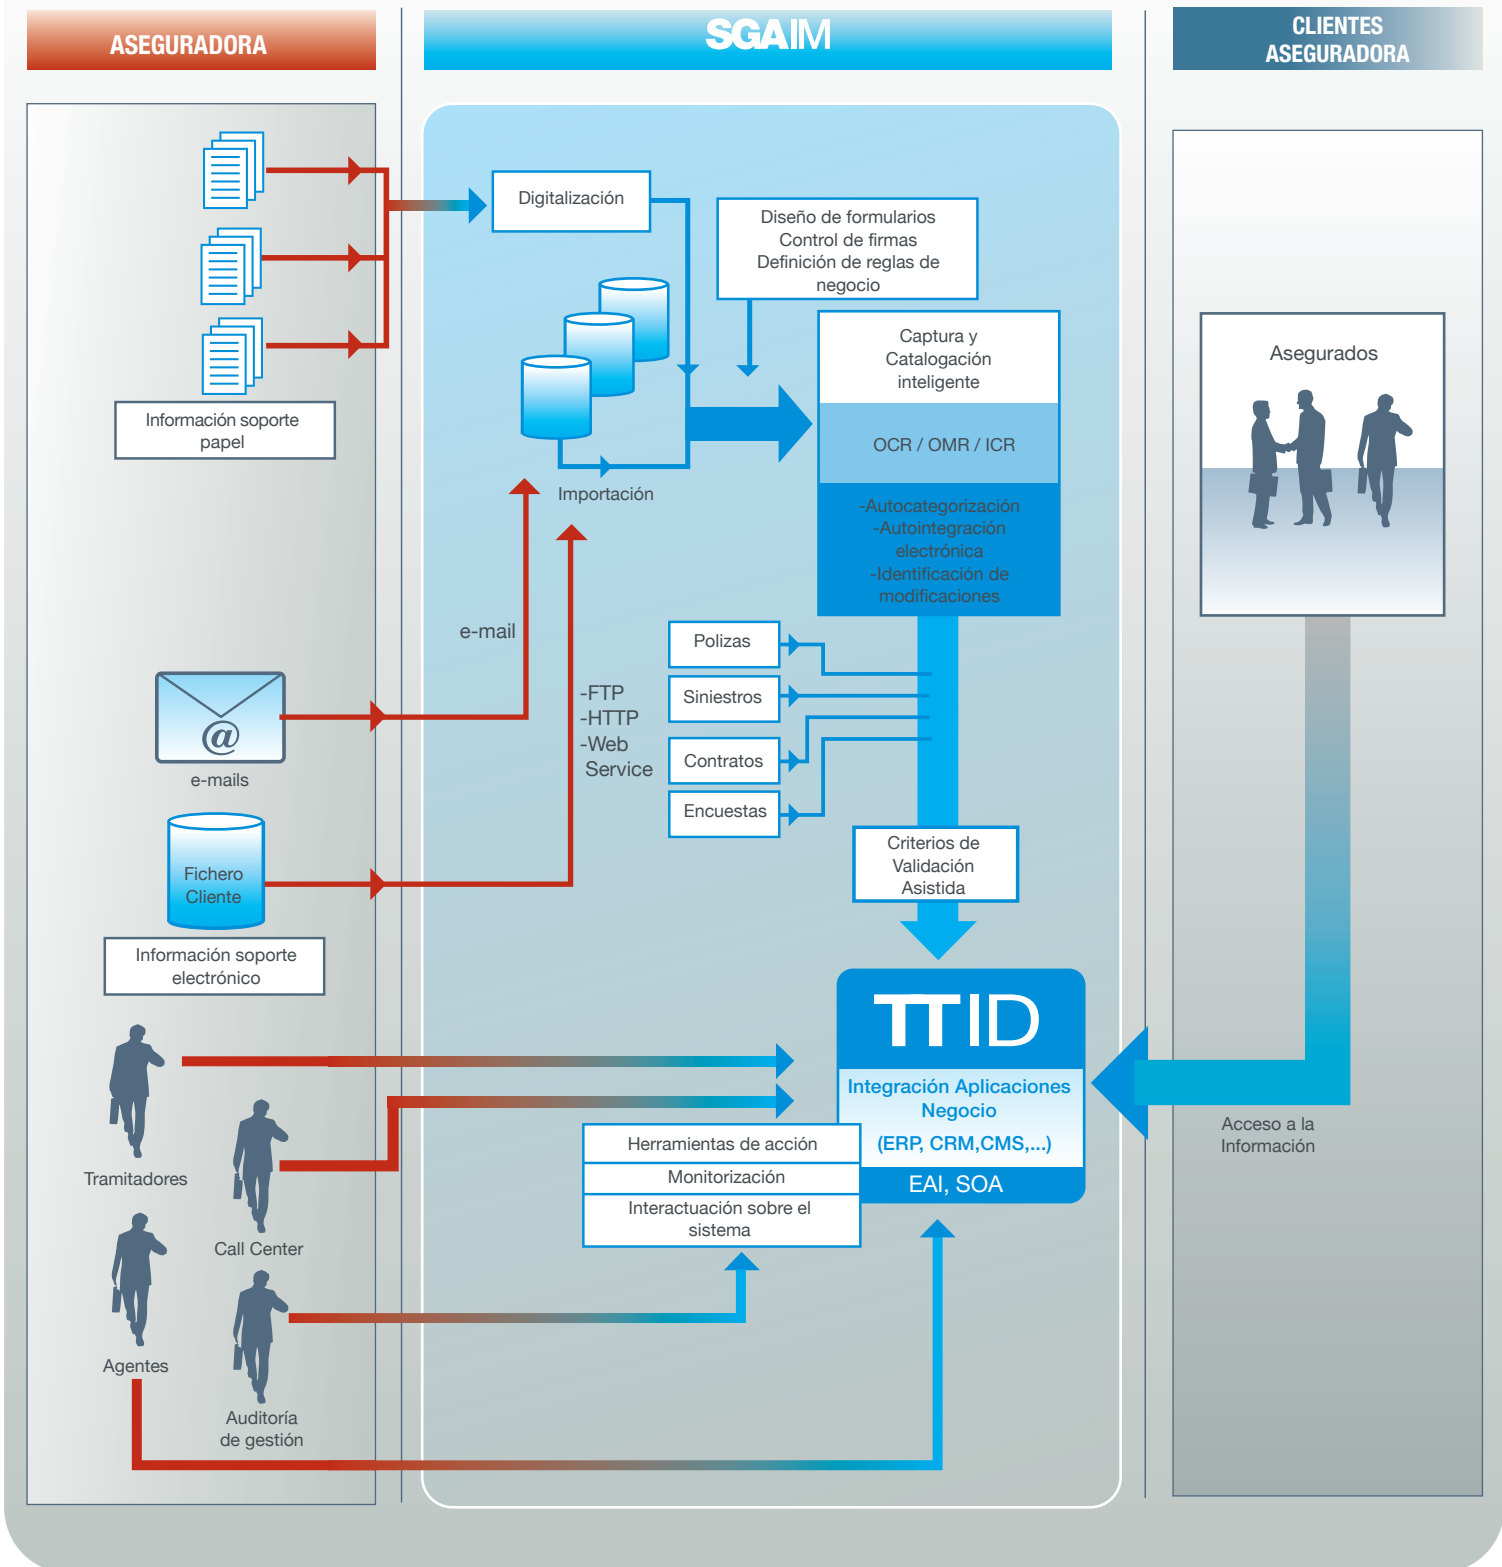 ASEGURADORA
SGAIM
CLIENTES
ASEGURADORA
Digitalización
Diseño de formularios
Control de firmas
Definición de reglas de
negocio
Información soporte
papel
Importación
Captura y
Catalogación
inteligente
OCR / OMR / ICR
-Autocategorización
-Autointegración
electrónica
-Identificación de
modificaciones
Asegurados
e-mail
-FTP
-HTTP
-Web
Service
@
e-mails
Fichero
Cliente
Información soporte
electrónico
Polizas
Siniestros
Contratos
Encuestas
Criterios de
Validación
Asistida
TTID
Integración Aplicaciones
Negocio
(ERP, CRM,CMS,...)
EAI, SOA
Herramientas de acción
Monitorización
Interactuación sobre el
sistema
Acceso a la
Información
Tramitadores
Call Center
Agentes
Auditoría
de gestión